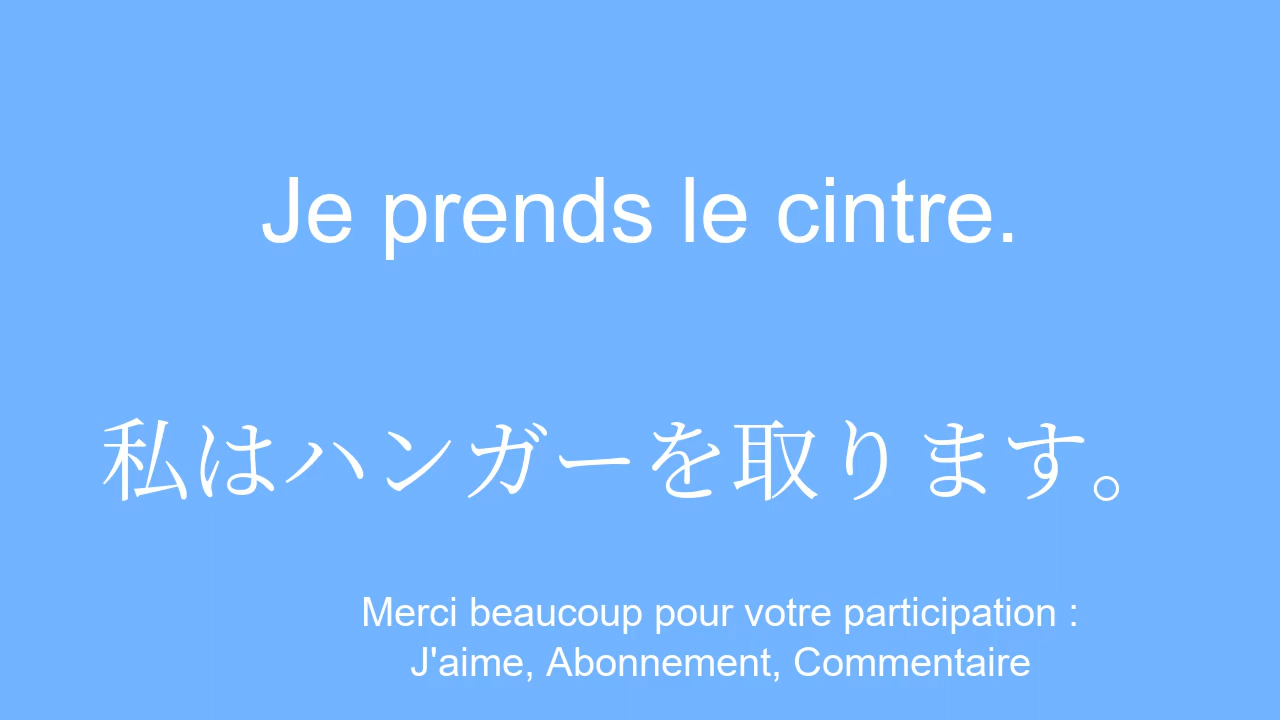 Je prends le cintre.
私はハンガーを取ります。
Merci beaucoup pour votre participation :
J'aime, Abonnement, Commentaire